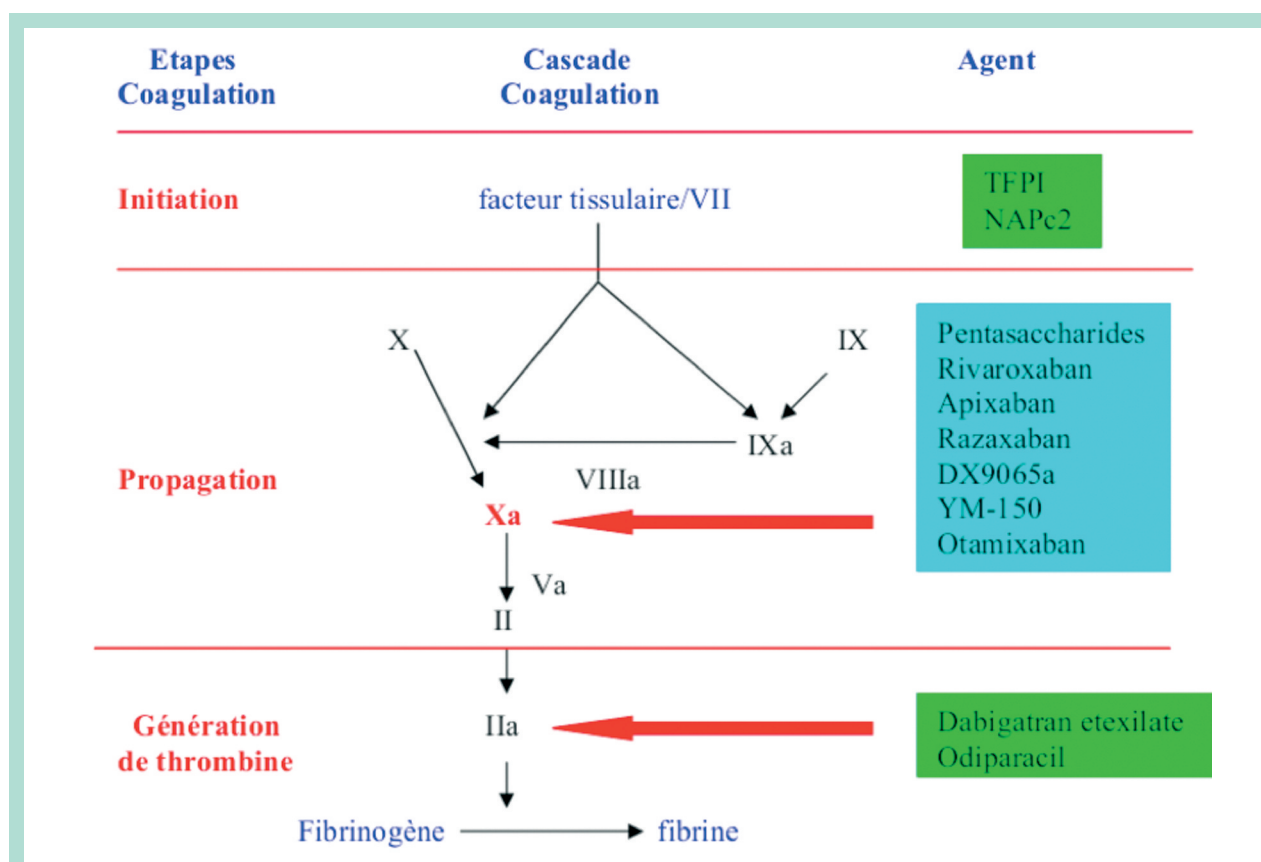 Etapes
Coagulation
Cascade
Coagulation
Agent
Initiation
facteur tissulaire/VII
TFPI
NAPc2
Propagation
X
IX
IXa
VIIIa
Xa
Va
II
Pentasaccharides
Rivaroxaban
Apixaban
Razaxaban
DX9065a
YM-150
Otamixaban
Génération
de thrombine
IIa
Dabigatran etexilate
Odiparacil
Fibrinogène
fibrine